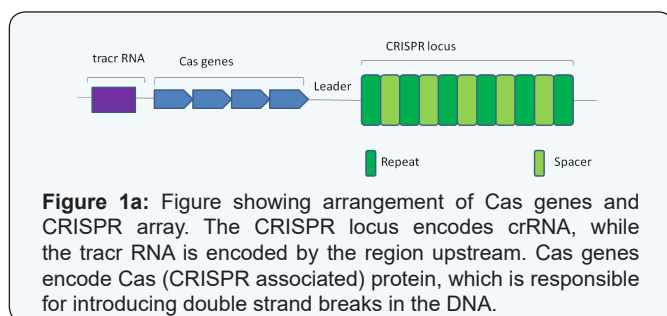 CRISPR locus
tracr RNA
Cas genes
Leader
Repeat
Spacer
Figure 1a: Figure showing arrangement of Cas genes and
CRISPR array. The CRISPR locus encodes crRNA, while
the tracr RNA is encoded by the region upstream. Cas genes
encode Cas (CRISPR associated) protein, which is responsible
for introducing double strand breaks in the DNA.